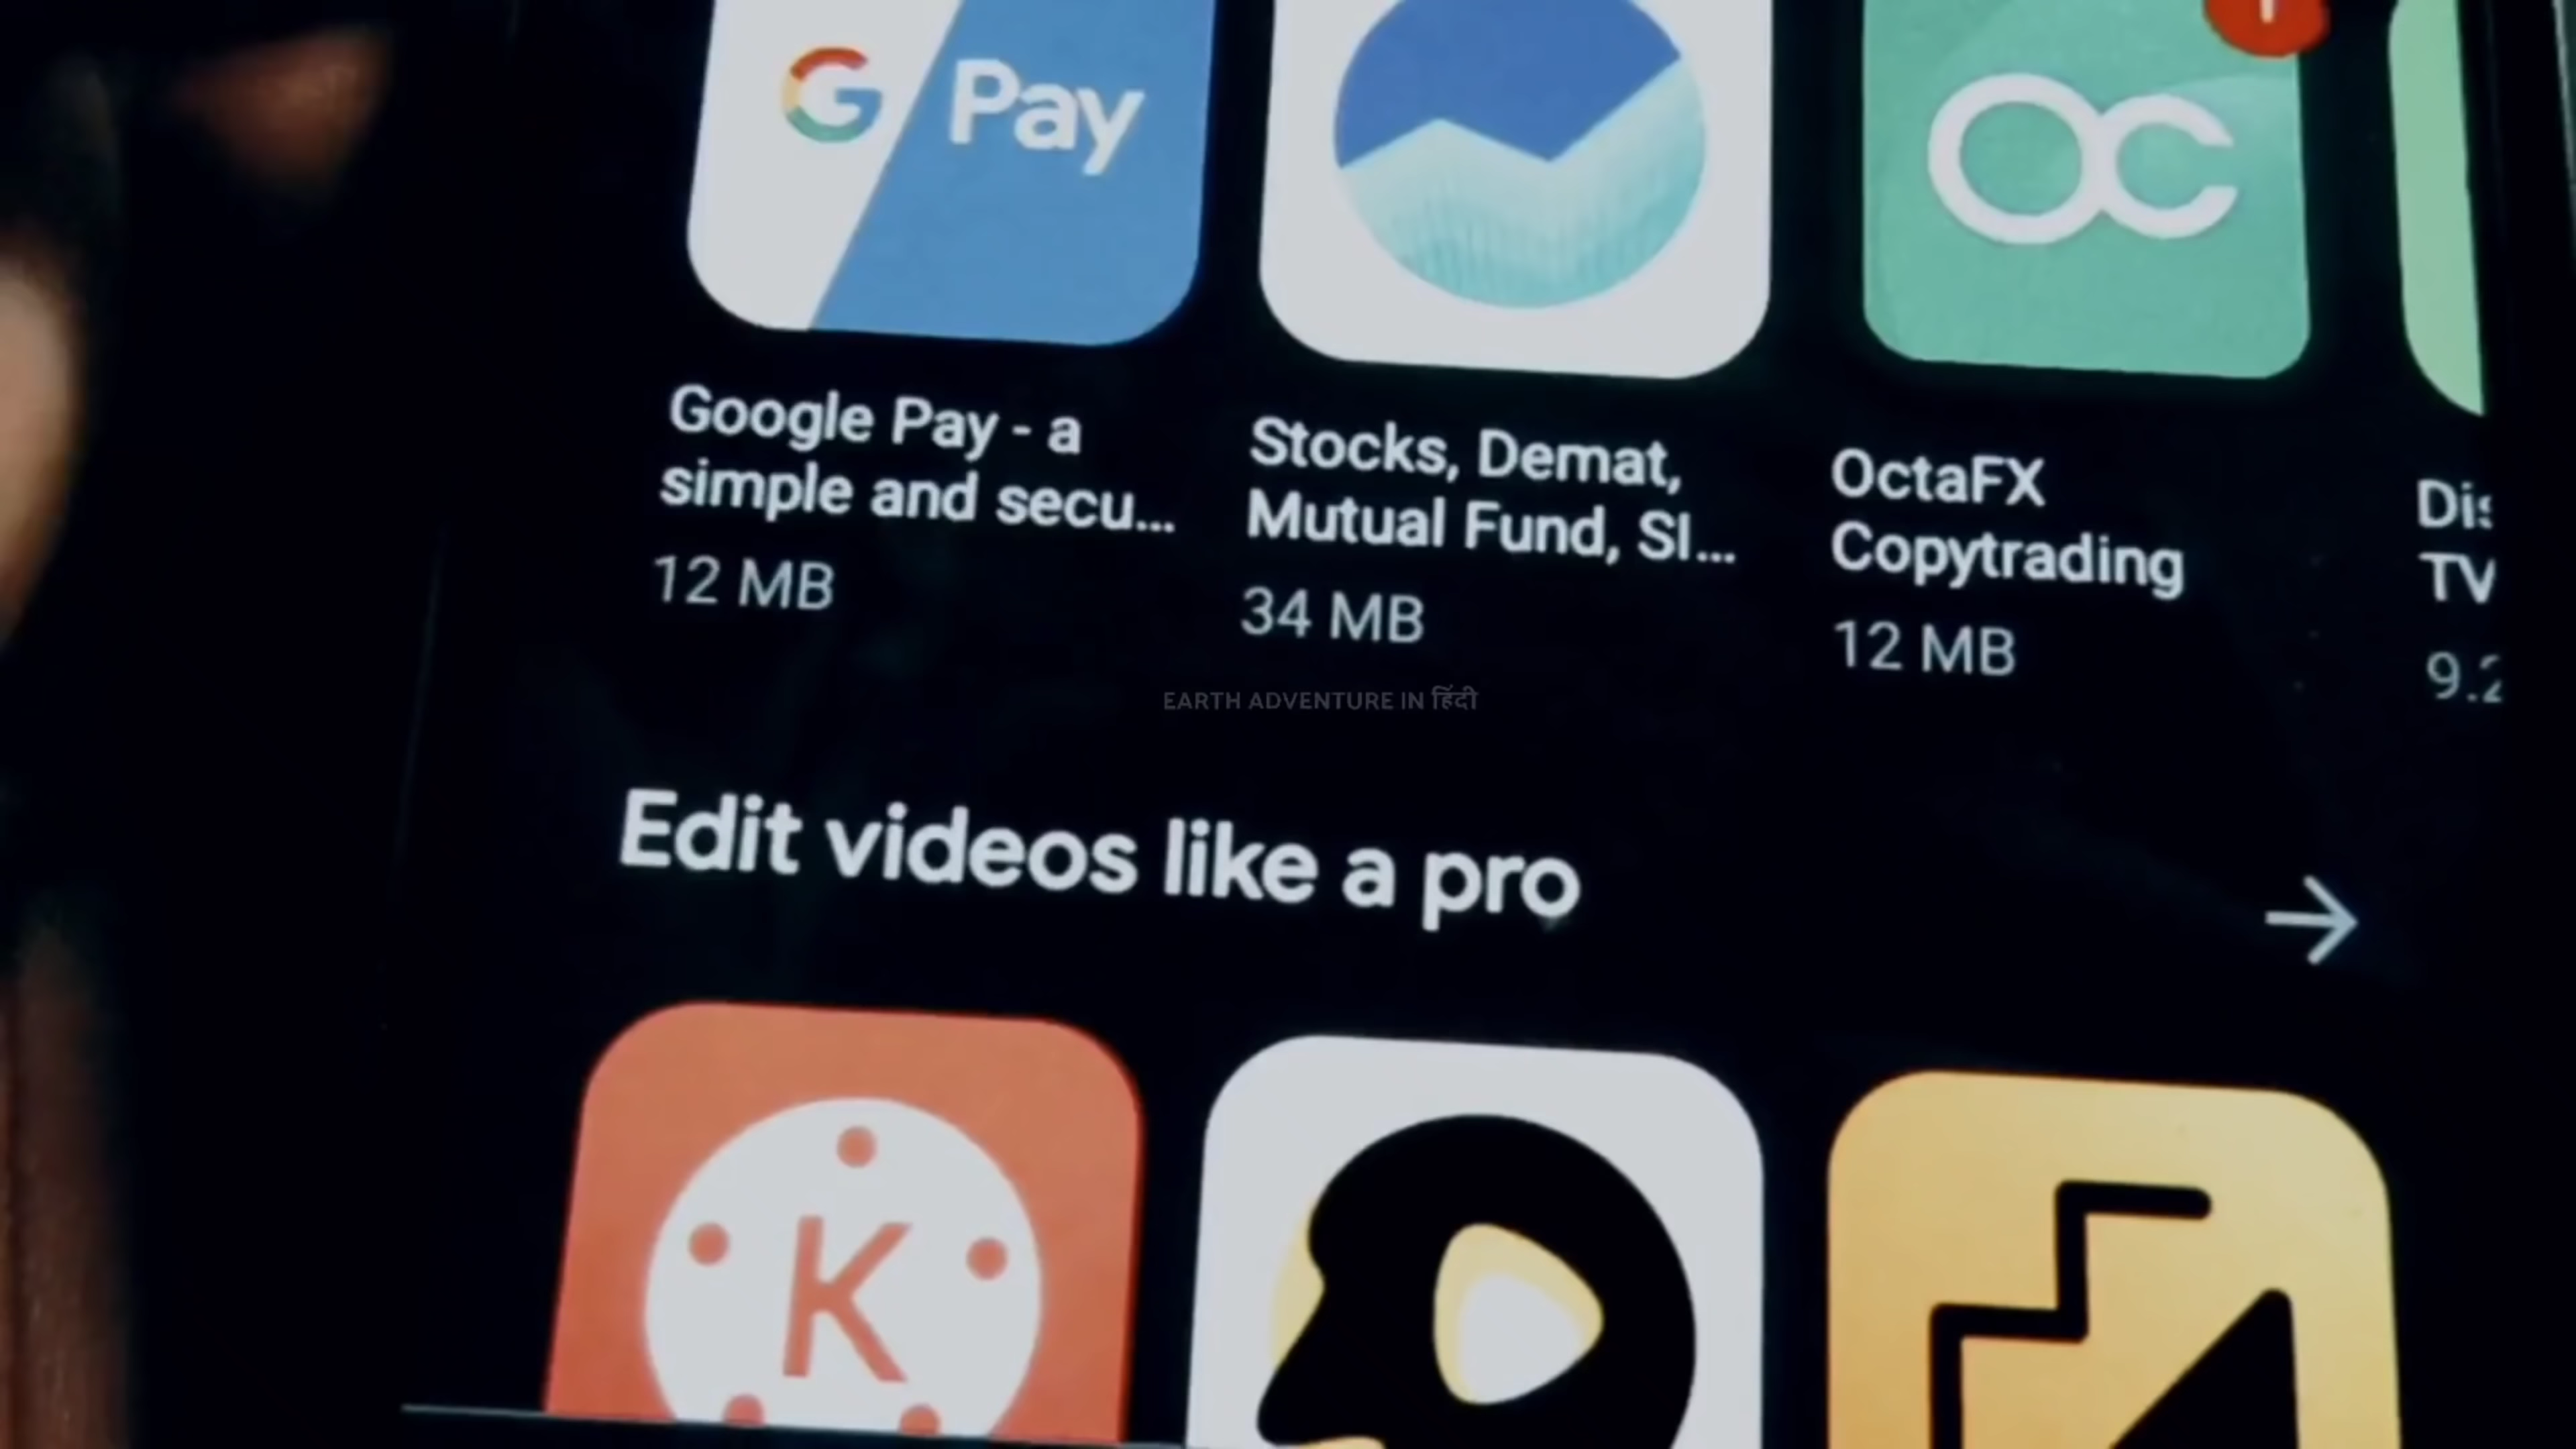 G Pay
OC
Google Pay - a
simple and secu...
12 MB
Stocks, Demat,
Mutual Fund, SI...
34 MB
OctaFX
Copytrading
12 MB
TV
EARTH ADVENTURE IN हिंदी
Edit videos like a pro
K